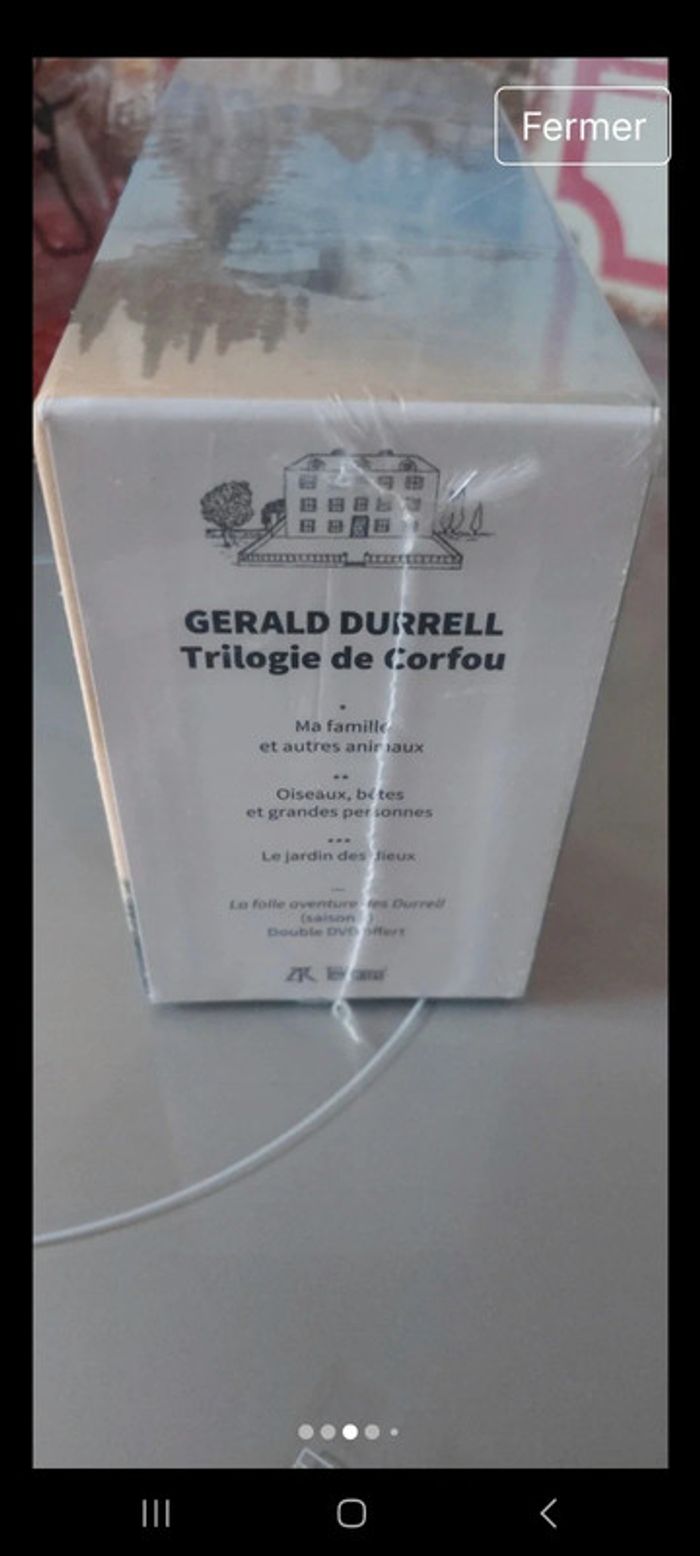 Fermer
GERALD DURRELL
Trilogie de Corfou
Ma famille
et autres animaux
Oiseaux, bêtes
et grandes personnes
Le jardin des dieux
La folle aventure des Durrell
(saison
Double DVD offert